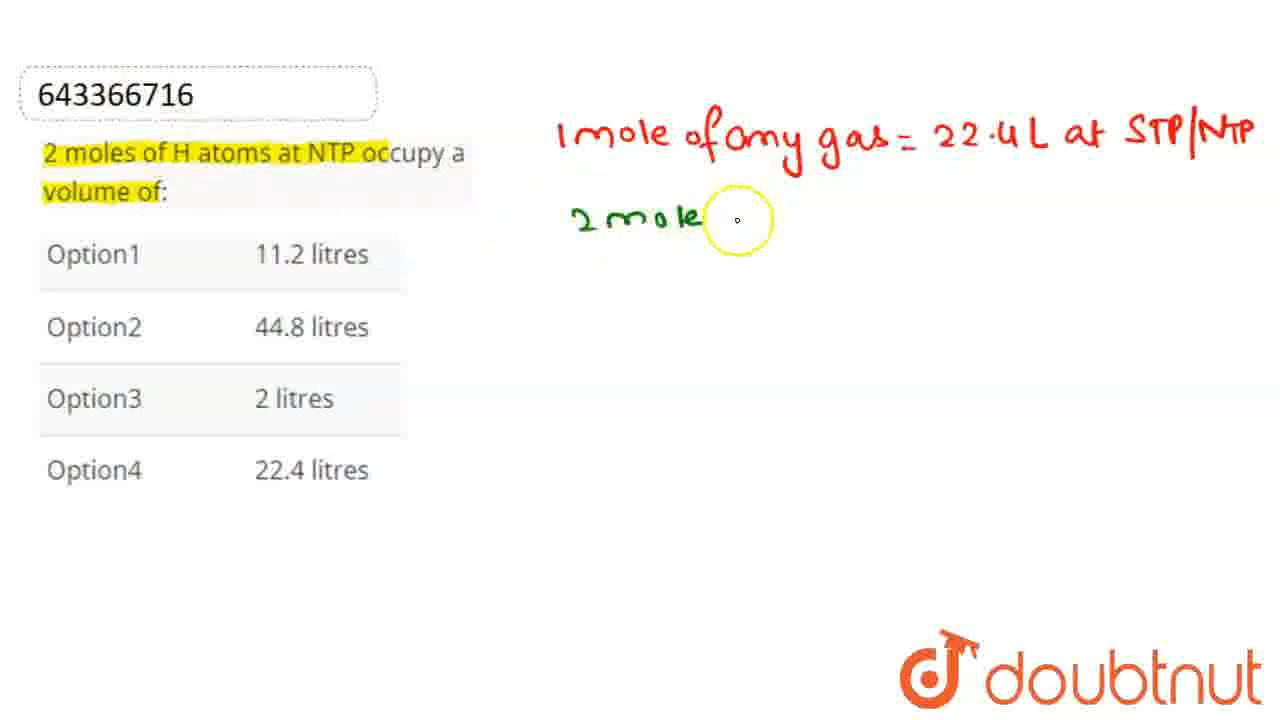 643366716
2 moles of H atoms at NTP occupy a
volume of:
Option1 11.2 litres
Option2 44.8 litres
Option3 2 litres
Option4 22.4 litres
1 mole of any gas = 22.4 L at STP/NTP
2 mole
doubtnut